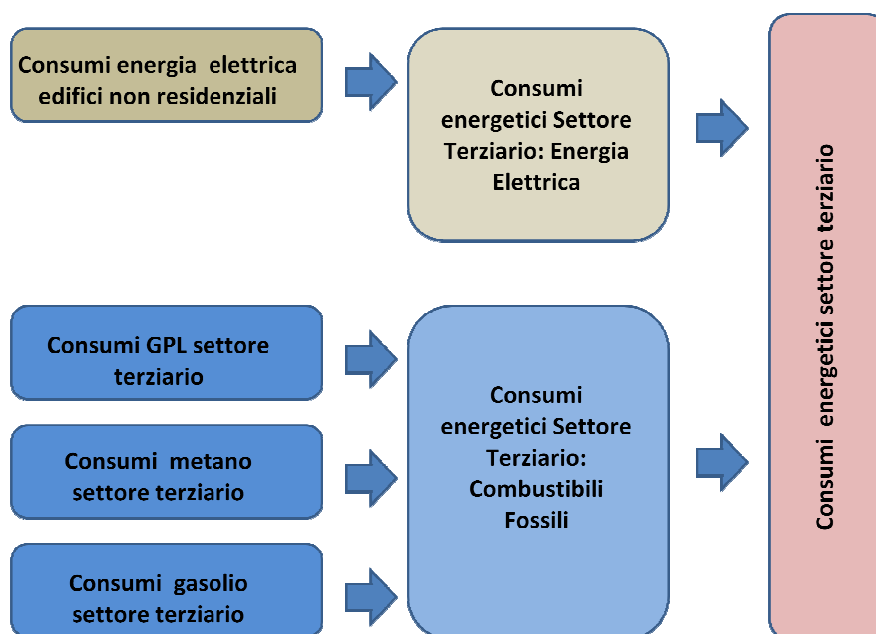 Consumi energia elettrica
edifici non residenziali
Consumi
energetici Settore
Terziario: Energia
Elettrica
Consumi GPL settore
terziario
Consumi metano
settore terziario
Consumi gasolio
settore terziario
Consumi
energetici Settore
Terziario:
Combustibili
Fossili
Consumi energetici settore terziario